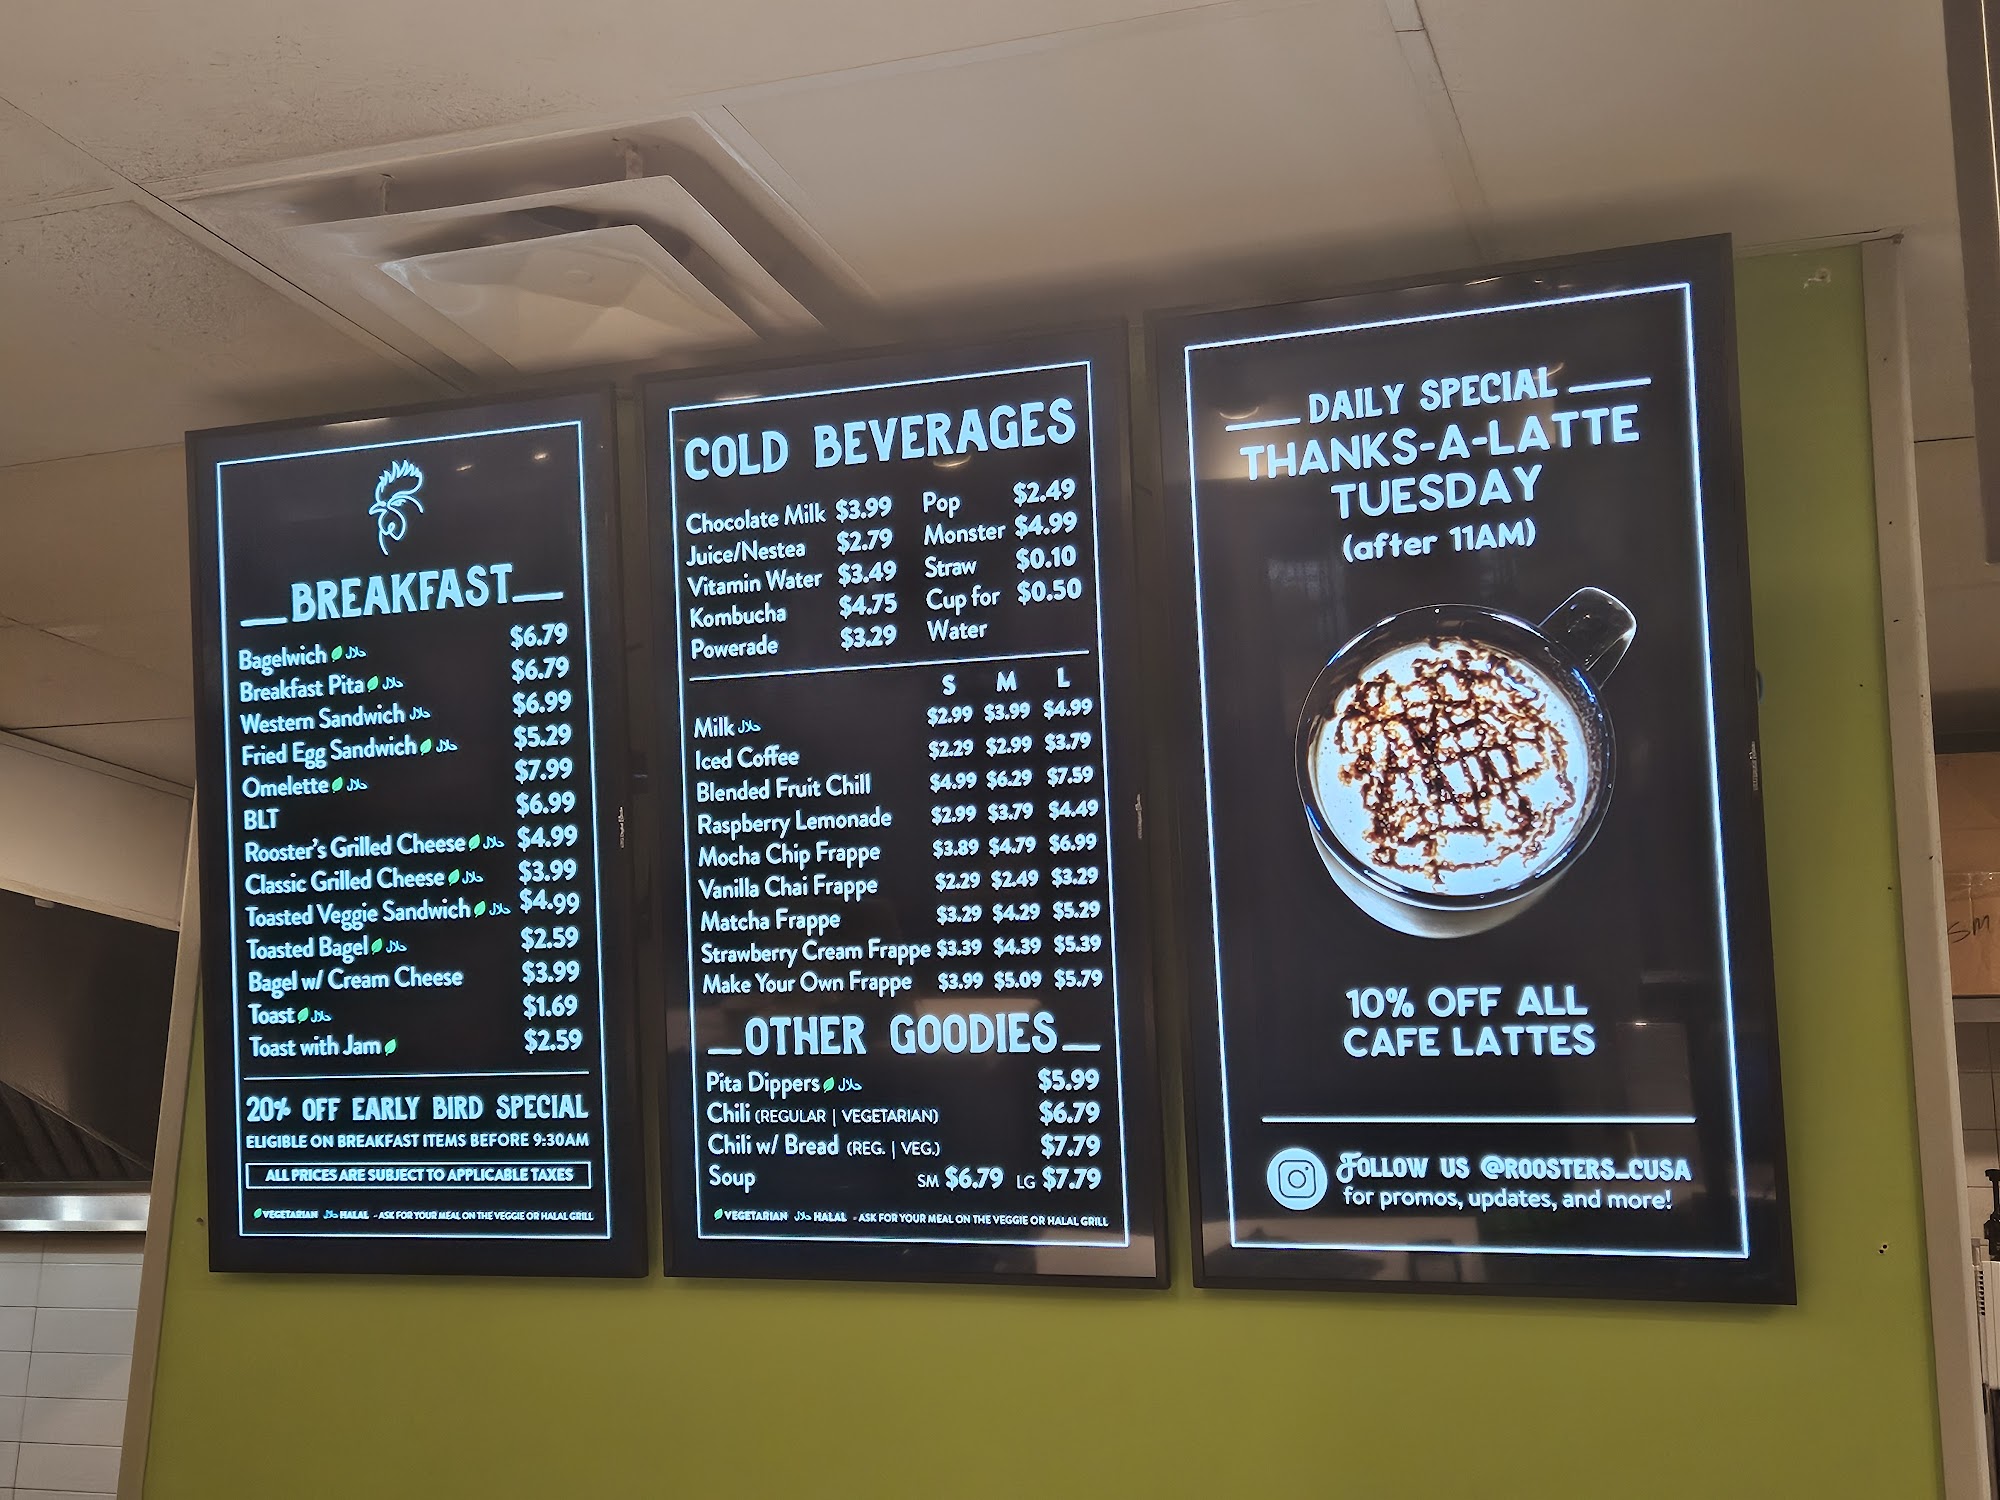 BREAKFAST
Bagelwich حلال $6.79
Breakfast Pita حلال $6.79
Western Sandwich حلال $6.99
Fried Egg Sandwich حلال $5.29
Omelette حلال $7.99
BLT $6.99
Rooster's Grilled Cheese حلال $4.99
Classic Grilled Cheese حلال $3.99
Toasted Veggie Sandwich حلال $4.99
Toasted Bagel حلال $2.59
Bagel w/ Cream Cheese $3.99
Toast حلال $1.69
Toast with Jam $2.59
20% OFF EARLY BIRD SPECIAL
ELIGIBLE ON BREAKFAST ITEMS BEFORE 9:30AM
ALL PRICES ARE SUBJECT TO APPLICABLE TAXES
VEGETARIAN حلال HALAL - ASK FOR YOUR MEAL ON THE VEGGIE OR HALAL GRILL
COLD BEVERAGES
Chocolate Milk $3.99
Juice/Nestea $2.79
Vitamin Water $3.49
Kombucha $4.75
Powerade $3.29
Pop $2.49
Monster $4.99
Straw $0.10
Cup for $0.50
Water
S M L
Milk حلال $2.99 $3.99 $4.99
Iced Coffee $2.29 $2.99 $3.79
Blended Fruit Chill $4.99 $6.29 $7.59
Raspberry Lemonade $2.99 $3.79 $4.49
Mocha Chip Frappe $3.89 $4.79 $6.99
Vanilla Chai Frappe $2.29 $2.49 $3.29
Matcha Frappe $3.29 $4.29 $5.29
Strawberry Cream Frappe $3.39 $4.39 $5.39
Make Your Own Frappe $3.99 $5.09 $5.79
OTHER GOODIES
Pita Dippers حلال $5.99
Chili (REGULAR | VEGETARIAN) $6.79
Chili w/ Bread (REG. | VEG.) $7.79
Soup SM $6.79 LG $7.79
VEGETARIAN حلال HALAL - ASK FOR YOUR MEAL ON THE VEGGIE OR HALAL GRILL
DAILY SPECIAL
THANKS-A-LATTE
TUESDAY
(after 11AM)
10% OFF ALL
CAFE LATTES
FOLLOW US @ROOSTERS_CUSA
for promos, updates, and more!
SM